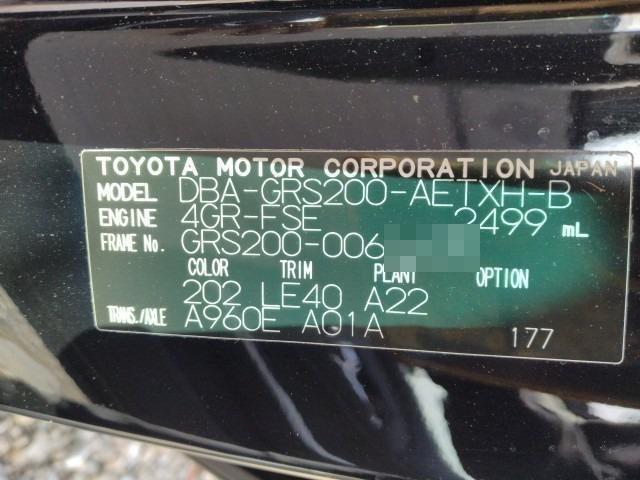 TOYOTA MOTOR CORPORATION JAPAN
MODEL DBA-GRS200-AETXH-B
ENGINE 4GR-FSE 2499 mL
FRAME No. GRS200-006
COLOR TRIM PLANT OPTION
202 LE40 A22
TRANS./AXLE A960E A01A
177